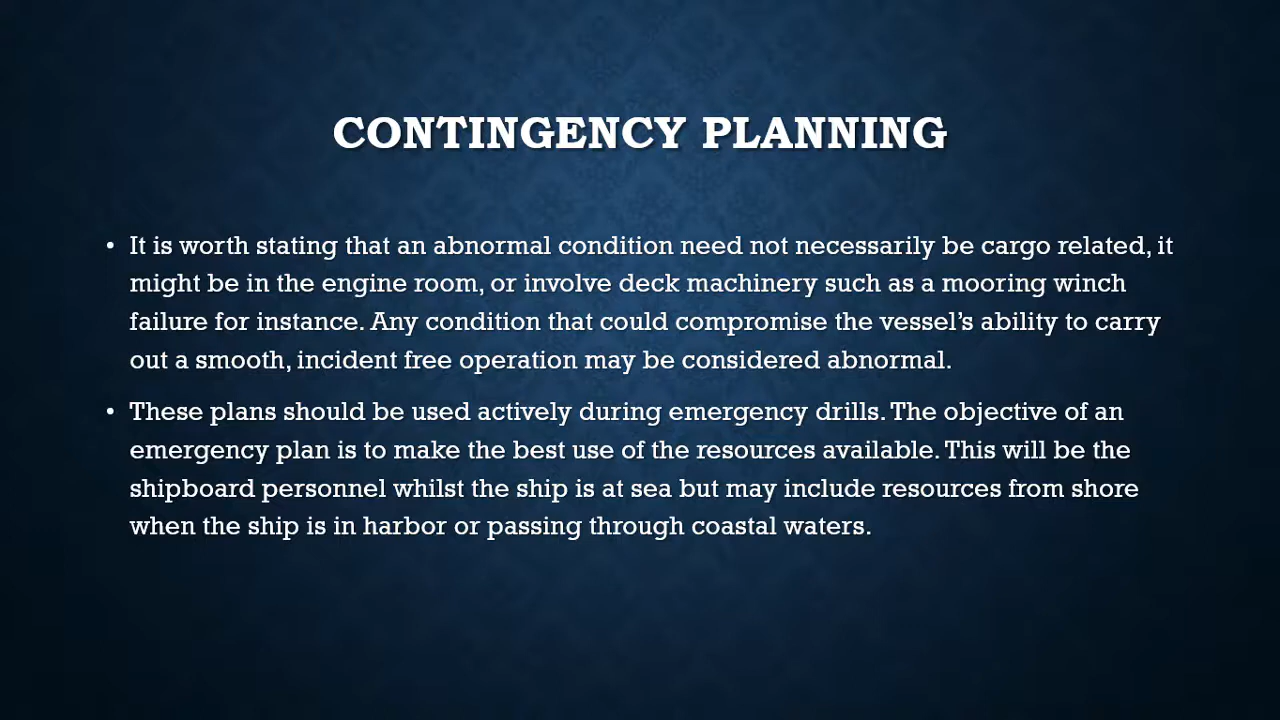 CONTINGENCY PLANNING
• It is worth stating that an abnormal condition need not necessarily be cargo related, it
might be in the engine room, or involve deck machinery such as a mooring winch
failure for instance. Any condition that could compromise the vessel's ability to carry
out a smooth, incident free operation may be considered abnormal.
• These plans should be used actively during emergency drills. The objective of an
emergency plan is to make the best use of the resources available. This will be the
shipboard personnel whilst the ship is at sea but may include resources from shore
when the ship is in harbor or passing through coastal waters.